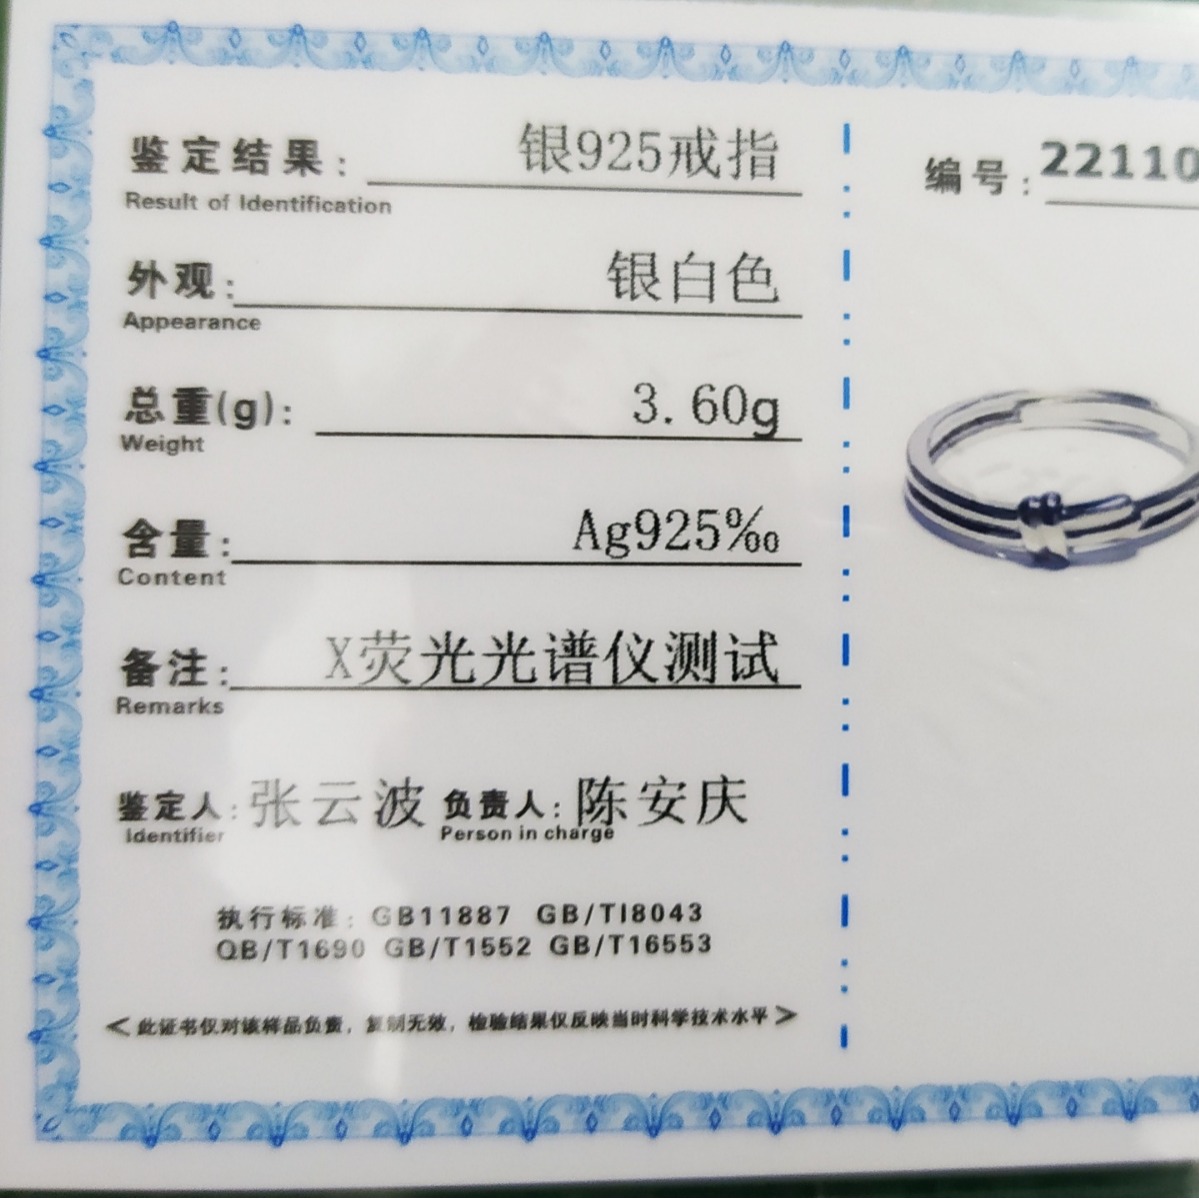 鉴定结果: 银925戒指
Result of Identification
外观: 银白色
Appearance
总重(g): 3.60g
Weight
含量: Ag925‰
Content
备注: X荧光光谱仪测试
Remarks
鉴定人: 张云波 负责人: 陈安庆
Identifier Person in charge
执行标准: GB11887 GB/TI8043
QB/T1690 GB/T1552 GB/T16553
<此证书仅对该样品负责, 复制无效, 检验结果仅反映当时科学技术水平>
编号: 22110